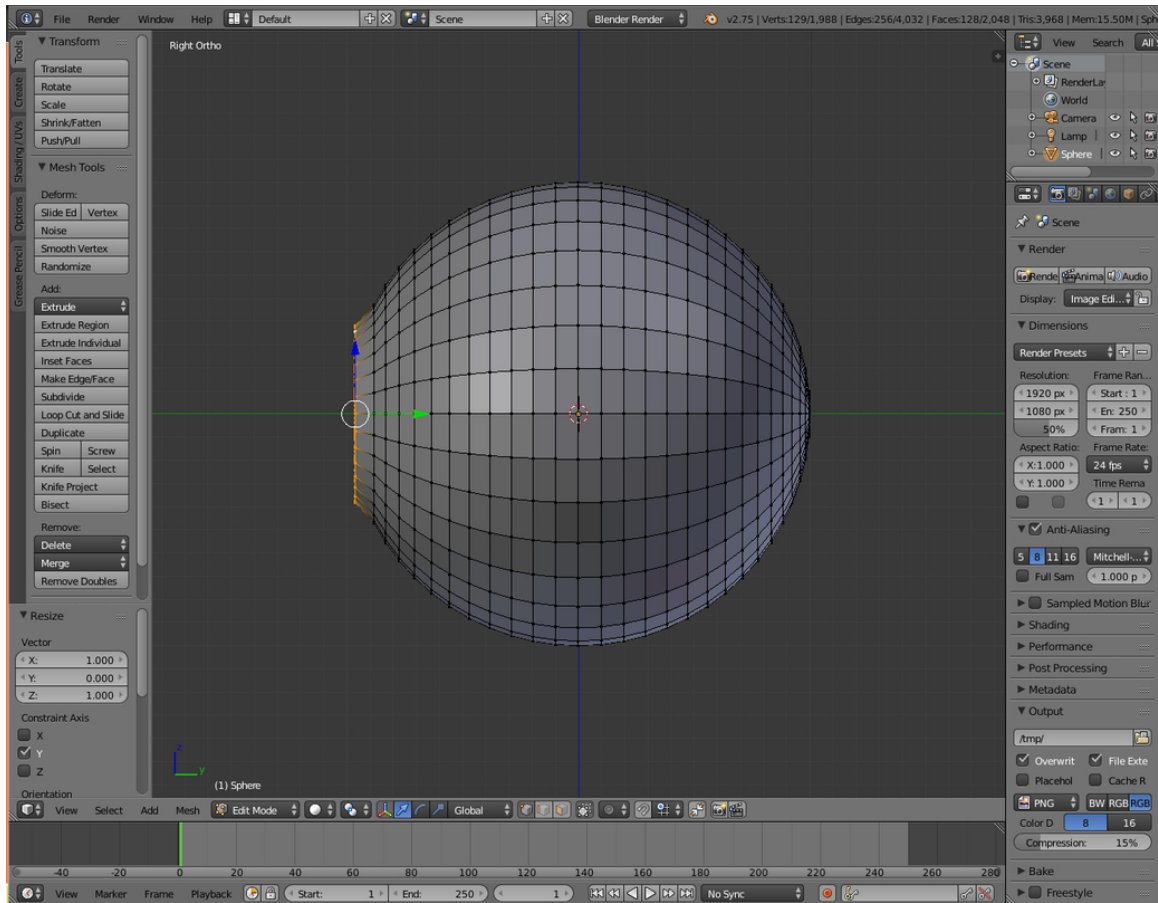 File Render Window Help Default Scene Blender Render v2.75 | Verts:129/1,988 | Edges:256/4,032 | Faces:128/2,048 | Tris:3,968 | Mem:15.50M | Sph
Tools
Create
Shading / UVs
Options
Grease Pencil
Transform
Translate
Rotate
Scale
Shrink/Fatten
Push/Pull
Mesh Tools
Deform:
Slide Ed Vertex
Noise
Smooth Vertex
Randomize
Add:
Extrude
Extrude Region
Extrude Individual
Inset Faces
Make Edge/Face
Subdivide
Loop Cut and Slide
Duplicate
Spin Screw
Knife Select
Knife Project
Bisect
Remove:
Delete
Merge
Remove Doubles
Resize
Vector
X: 1.000
Y: 0.000
Z: 1.000
Constraint Axis
X
Y
Z
Orientation
Right Ortho
z
y
(1) Sphere
View Select Add Mesh Edit Mode Global
-40 -20 0 20 40 60 80 100 120 140 160 180 200 220 240 260 280
View Marker Frame Playback Start: 1 End: 250 1 No Sync
View Search All
Scene
RenderLa
World
Camera
Lamp
Sphere
Scene
Render
Rende Anima Audio
Display: Image Edi...
Dimensions
Render Presets
Resolution: Frame Ran...
1920 px Start : 1
1080 px En: 250
50% Fram: 1
Aspect Ratio: Frame Rate:
X:1.000 24 fps
Y: 1.000 Time Rema
1 1
Anti-Aliasing
5 8 11 16 Mitchell-...
Full Sam 1.000 p
Sampled Motion Blur
Shading
Performance
Post Processing
Metadata
Output
/tmp/
Overwrit File Exte
Placehol Cache R
PNG BW RGB RGB
Color D 8 16
Compression: 15%
Bake
Freestyle